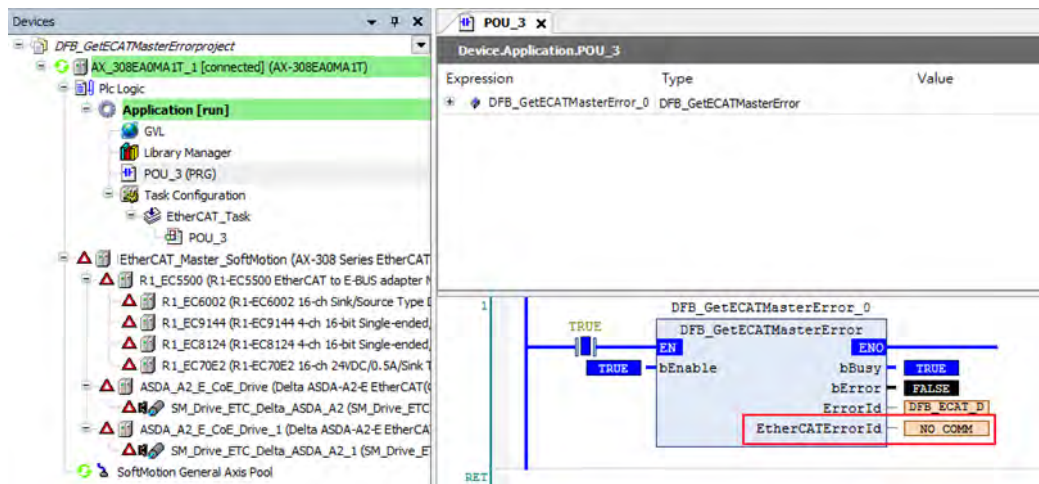 Devices
DFB_GetECATMasterErrorproject
AX_308EA0MA1T_1 [connected] (AX-308EA0MA1T)
Plc Logic
Application [run]
GVL
Library Manager
POU_3 (PRG)
Task Configuration
EtherCAT_Task
POU_3
EtherCAT_Master_SoftMotion (AX-308 Series EtherCAT
R1_EC5500 (R1-EC5500 EtherCAT to E-BUS adapter M
R1_EC6002 (R1-EC6002 16-ch Sink/Source Type D
R1_EC9144 (R1-EC9144 4-ch 16-bit Single-ended,
R1_EC8124 (R1-EC8124 4-ch 16-bit Single-ended,
R1_EC70E2 (R1-EC70E2 16-ch 24VDC/0.5A/Sink T
ASDA_A2_E_CoE_Drive (Delta ASDA-A2-E EtherCAT(C
SM_Drive_ETC_Delta_ASDA_A2 (SM_Drive_ETC
ASDA_A2_E_CoE_Drive_1 (Delta ASDA-A2-E EtherCA
SM_Drive_ETC_Delta_ASDA_A2_1 (SM_Drive_E
SoftMotion General Axis Pool
POU_3
Device.Application.POU_3
Expression Type Value
DFB_GetECATMasterError_0 DFB_GetECATMasterError
1
DFB_GetECATMasterError_0
TRUE DFB_GetECATMasterError
EN ENO
TRUE bEnable bBusy TRUE
bError FALSE
ErrorId DFB_ECAT_D
EtherCATErrorId NO_COMM
RET